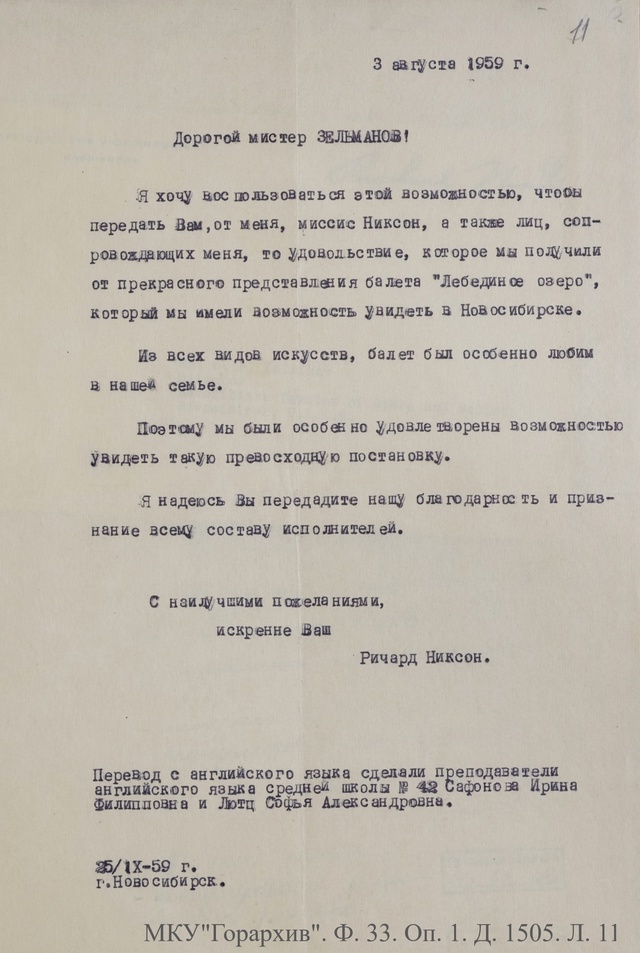 11
3 августа 1959 г.
Дорогой мистер ЗЕЛЬМАНОВ!
Я хочу воспользоваться этой возможностью, чтобы
передать Вам, от меня, миссис Никсон, а также лиц, соп-
ровождающих меня, то удовольствие, которое мы получили
от прекрасного представления балета "Лебединое озеро",
который мы имели возможность увидеть в Новосибирске.
Из всех видов искусств, балет был особенно любим
в нашей семье.
Поэтому мы были особенно удовлетворены возможностью
увидеть такую превосходную постановку.
Я надеюсь Вы передадите нашу благодарность и приз-
нание всему составу исполнителей.
С наилучшими пожеланиями,
искренне Ваш
Ричард Никсон.
Перевод с английского языка сделали преподаватели
английского языка средней школы № 42 Сафонова Ирина
Филипповна и Лютц Софья Александровна.
25/IX-59 г.
г.Новосибирск.
МКУ"Горархив". Ф. 33. Оп. 1. Д. 1505. Л. 11